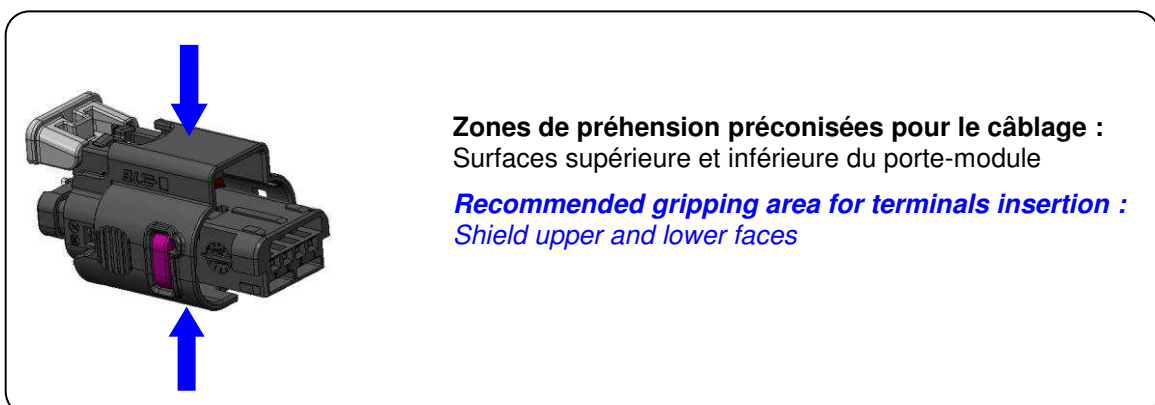 Zones de préhension préconisées pour le câblage :
Surfaces supérieure et inférieure du porte-module
Recommended gripping area for terminals insertion :
Shield upper and lower faces